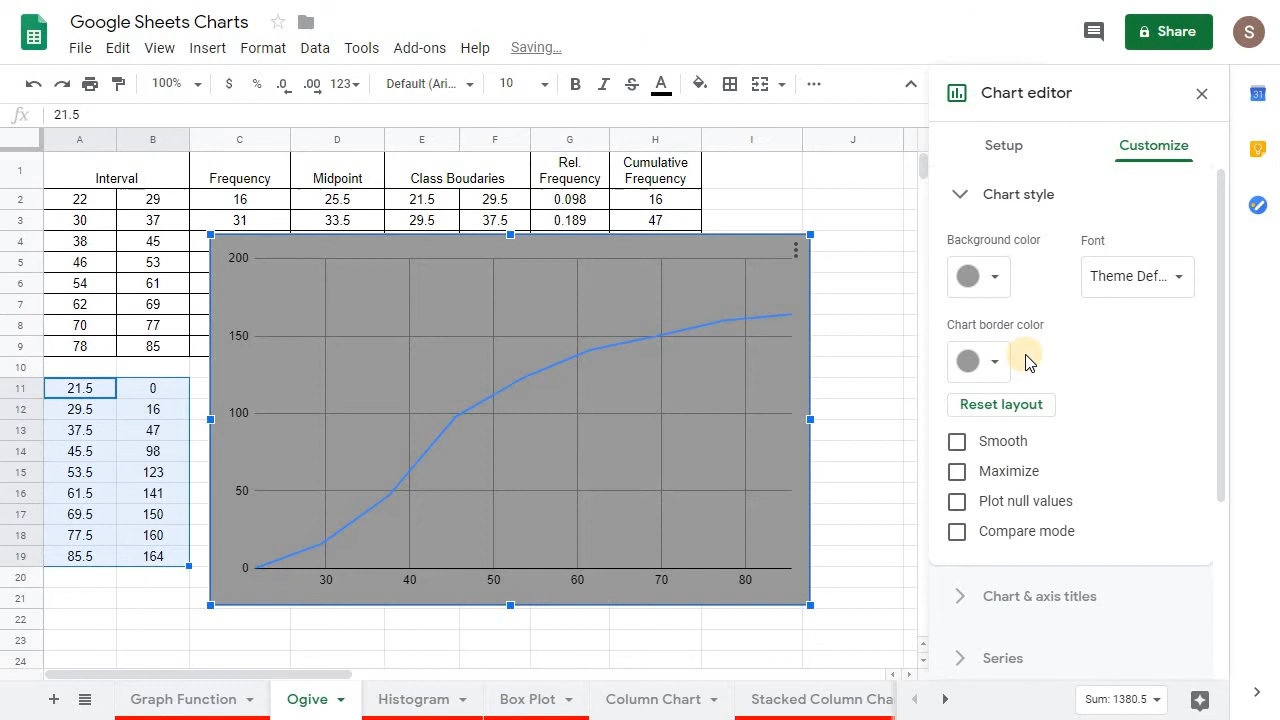 Google Sheets Charts
File Edit View Insert Format Data Tools Add-ons Help Saving…
Share
S
100% $ % .0 .00 123 Default (Ari... 10 B I S A
fx 21.5
A B C D E F G H I J
1 Interval Frequency Midpoint Class Boudaries Rel. Frequency Cumulative Frequency
2 22 29 16 25.5 21.5 29.5 0.098 16
3 30 37 31 33.5 29.5 37.5 0.189 47
4 38 45
5 46 53
6 54 61
7 62 69
8 70 77
9 78 85
10
11 21.5 0
12 29.5 16
13 37.5 47
14 45.5 98
15 53.5 123
16 61.5 141
17 69.5 150
18 77.5 160
19 85.5 164
20
21
22
23
24
200
150
100
50
0
30 40 50 60 70 80
Chart editor
Setup Customize
Chart style
Background color Font
Theme Def...
Chart border color
Reset layout
Smooth
Maximize
Plot null values
Compare mode
Chart & axis titles
Series
31
Graph Function Ogive Histogram Box Plot Column Chart Stacked Column Cha
Sum: 1380.5